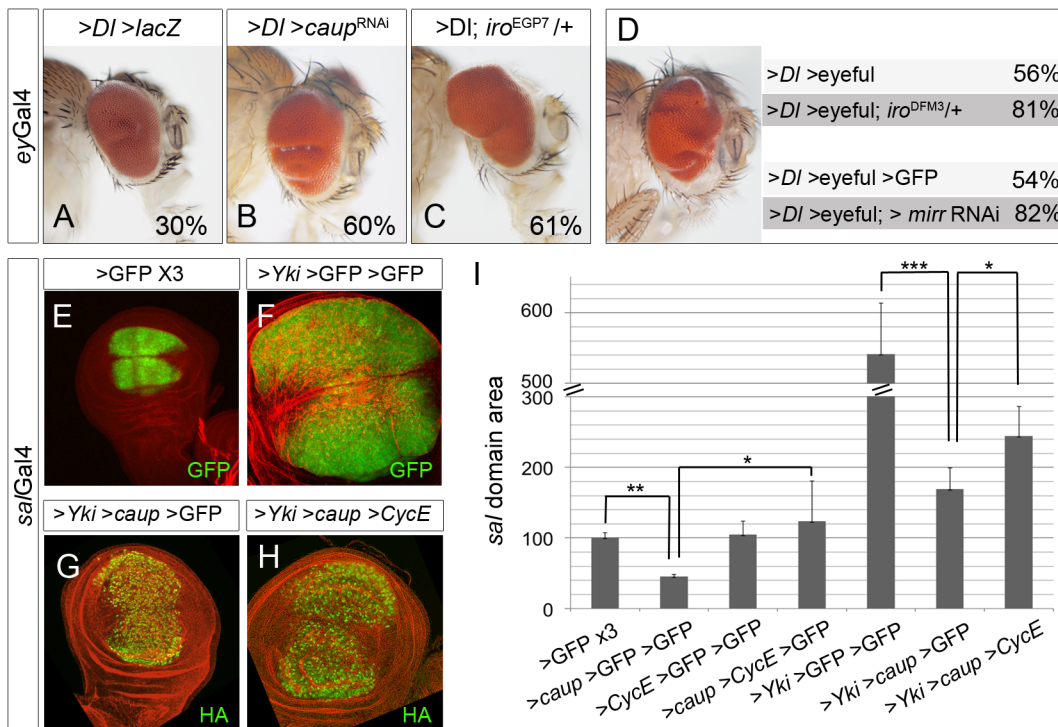 >Dl >lacZ
>Dl >caupRNAi
>Dl; iroEGP7 /+
eyGal4
A
30%
B
60%
C
61%
D
>Dl >eyeful 56%
>Dl >eyeful; iroDFM3/+ 81%
>Dl >eyeful >GFP 54%
>Dl >eyeful; > mirr RNAi 82%
salGal4
>GFP X3
>Yki >GFP >GFP
E
GFP
F
GFP
>Yki >caup >GFP
>Yki >caup >CycE
G
HA
H
HA
I
sal domain area
600
500
300
200
100
0
**
*
***
*
>GFP X3
>caup >GFP >GFP
>CycE >GFP >GFP
>caup >CycE >GFP
>Yki >GFP >GFP
>Yki >caup >GFP
>Yki >caup >CycE